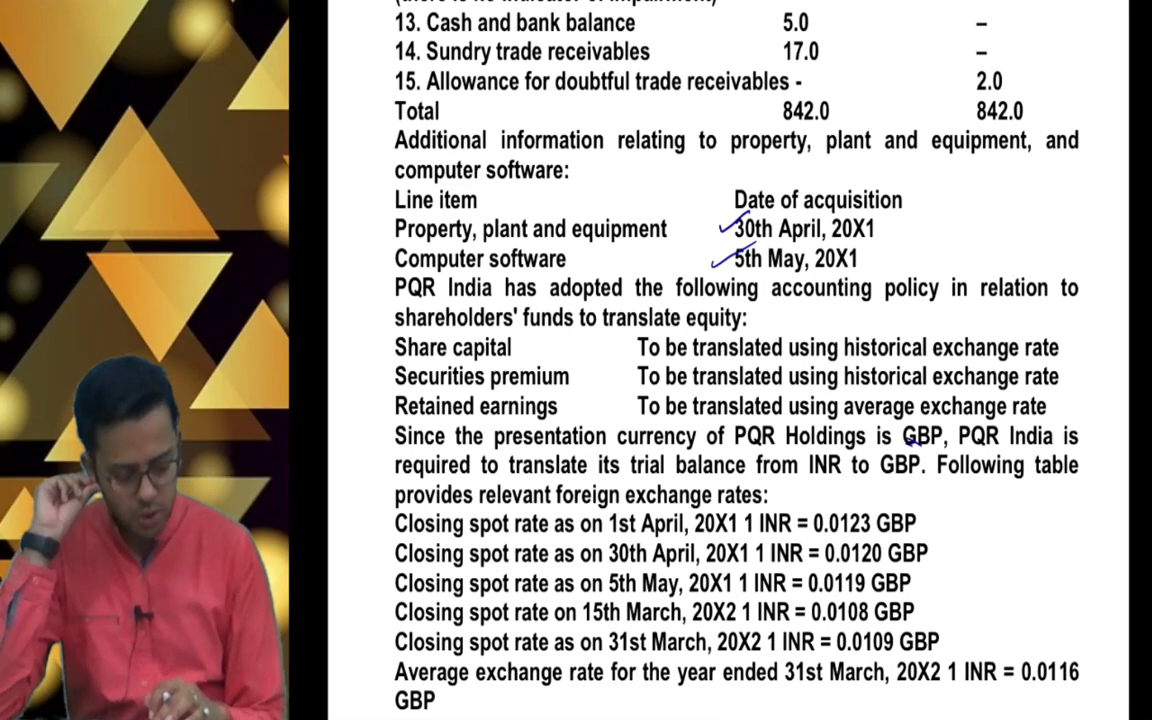 13. Cash and bank balance 5.0 –
14. Sundry trade receivables 17.0 –
15. Allowance for doubtful trade receivables - 2.0
Total 842.0 842.0
Additional information relating to property, plant and equipment, and
computer software:
Line item Date of acquisition
Property, plant and equipment 30th April, 20X1
Computer software 5th May, 20X1
PQR India has adopted the following accounting policy in relation to
shareholders' funds to translate equity:
Share capital To be translated using historical exchange rate
Securities premium To be translated using historical exchange rate
Retained earnings To be translated using average exchange rate
Since the presentation currency of PQR Holdings is GBP, PQR India is
required to translate its trial balance from INR to GBP. Following table
provides relevant foreign exchange rates:
Closing spot rate as on 1st April, 20X1 1 INR = 0.0123 GBP
Closing spot rate as on 30th April, 20X1 1 INR = 0.0120 GBP
Closing spot rate as on 5th May, 20X1 1 INR = 0.0119 GBP
Closing spot rate on 15th March, 20X2 1 INR = 0.0108 GBP
Closing spot rate as on 31st March, 20X2 1 INR = 0.0109 GBP
Average exchange rate for the year ended 31st March, 20X2 1 INR = 0.0116
GBP